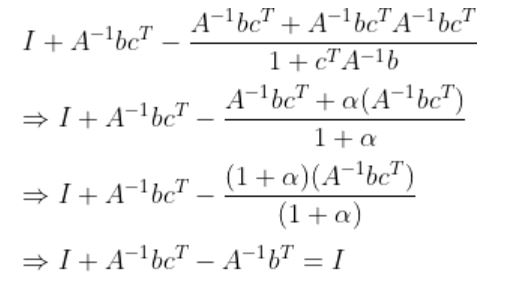 $I + A^{-1}bc^T - \frac{A^{-1}bc^T + A^{-1}bc^T A^{-1}bc^T}{1 + c^T A^{-1}b}$
$\Rightarrow I + A^{-1}bc^T - \frac{A^{-1}bc^T + \alpha(A^{-1}bc^T)}{1 + \alpha}$
$\Rightarrow I + A^{-1}bc^T - \frac{(1 + \alpha)(A^{-1}bc^T)}{(1 + \alpha)}$
$\Rightarrow I + A^{-1}bc^T - A^{-1}b^T = I$